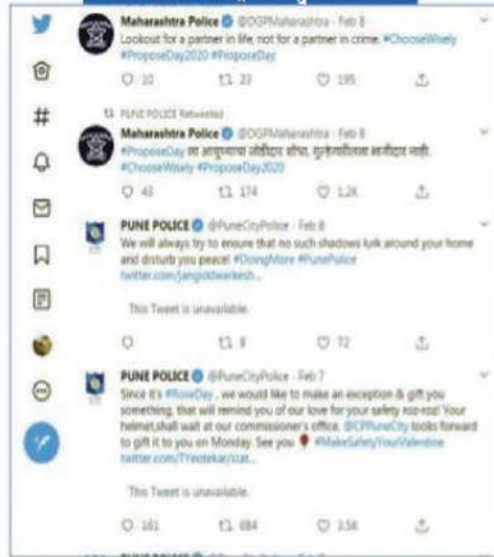 Maharashtra Police @DGPMaharashtra · Feb 8
Lookout for a partner in life, not for a partner in crime. #ChooseWisely
#ProposeDay2020 #ProposeDay
10 23 195
PUNE POLICE Retweeted
Maharashtra Police @DGPMaharashtra · Feb 8
#ProposeDay ला आयुष्याचा जोडीदार शोधा, गुन्हेगारीतला भागीदार नाही.
#ChooseWisely #ProposeDay2020
43 174 1.2K
PUNE POLICE @PuneCityPolice · Feb 8
We will always try to ensure that no such shadows lurk around your home
and disturb you peace! #DoingMore #PunePolice
This Tweet is unavailable.
8 72
PUNE POLICE @PuneCityPolice · Feb 7
Since it's #RoseDay, we would like to make an exception & gift you
something, that will remind you of our love for your safety roz-roz! Your
helmet,shall wait at our commissioner's office. @CPPuneCity looks forward
to gift it to you on Monday. See you #MakeSafetyYourValentine
This Tweet is unavailable.
161 684 3.5K